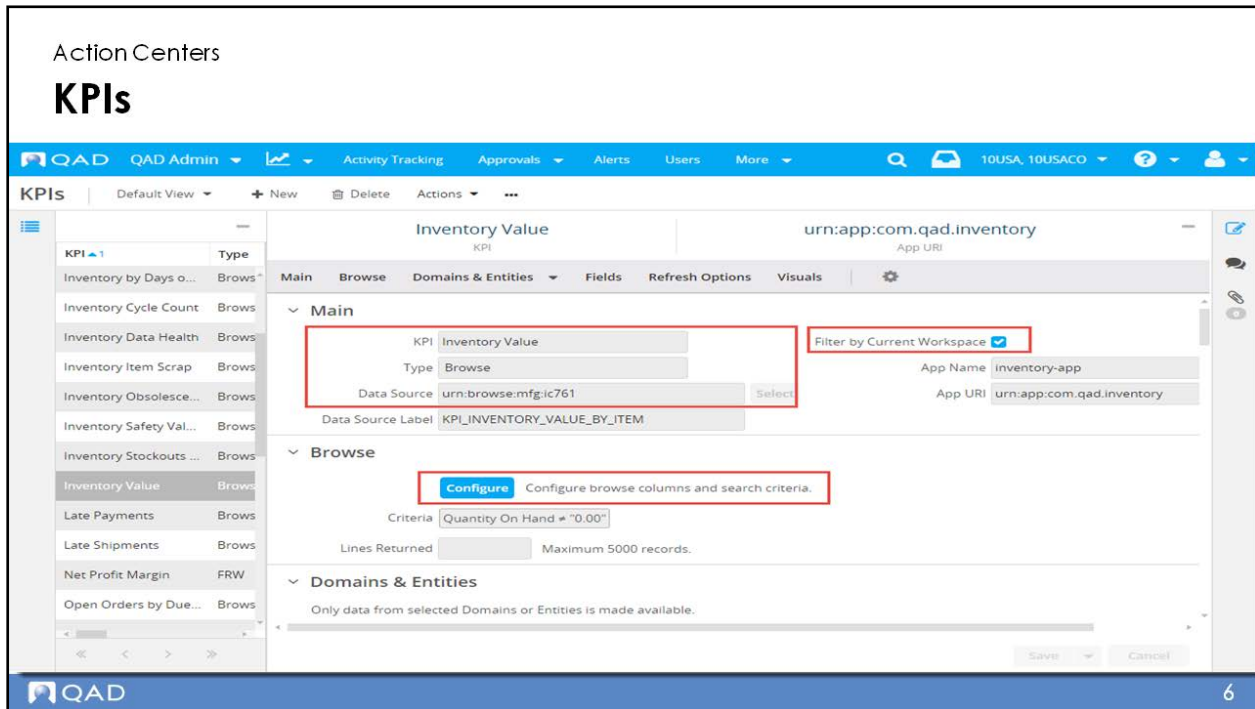 Action Centers
KPIs
QAD QAD Admin Activity Tracking Approvals Alerts Users More 10USA, 10USACO ?
KPIs Default View + New Delete Actions ...
Inventory Value urn:app:com.qad.inventory
KPI App URI
KPI 1 Type
Main Browse Domains & Entities Fields Refresh Options Visuals
Inventory by Days o... Brows
Inventory Cycle Count Brows
Inventory Data Health Brows
Inventory Item Scrap Brows
Inventory Obsolesce... Brows
Inventory Safety Val... Brows
Inventory Stockouts ... Brows
Inventory Value Brows
Late Payments Brows
Late Shipments Brows
Net Profit Margin FRW
Open Orders by Due... Brows
Main
KPI Inventory Value Filter by Current Workspace
Type Browse App Name inventory-app
Data Source urn:browse:mfg:ic761 Select App URI urn:app:com.qad.inventory
Data Source Label KPI_INVENTORY_VALUE_BY_ITEM
Browse
Configure Configure browse columns and search criteria.
Criteria Quantity On Hand ≠ "0.00"
Lines Returned Maximum 5000 records.
Domains & Entities
Only data from selected Domains or Entities is made available.
Save Cancel
QAD 6